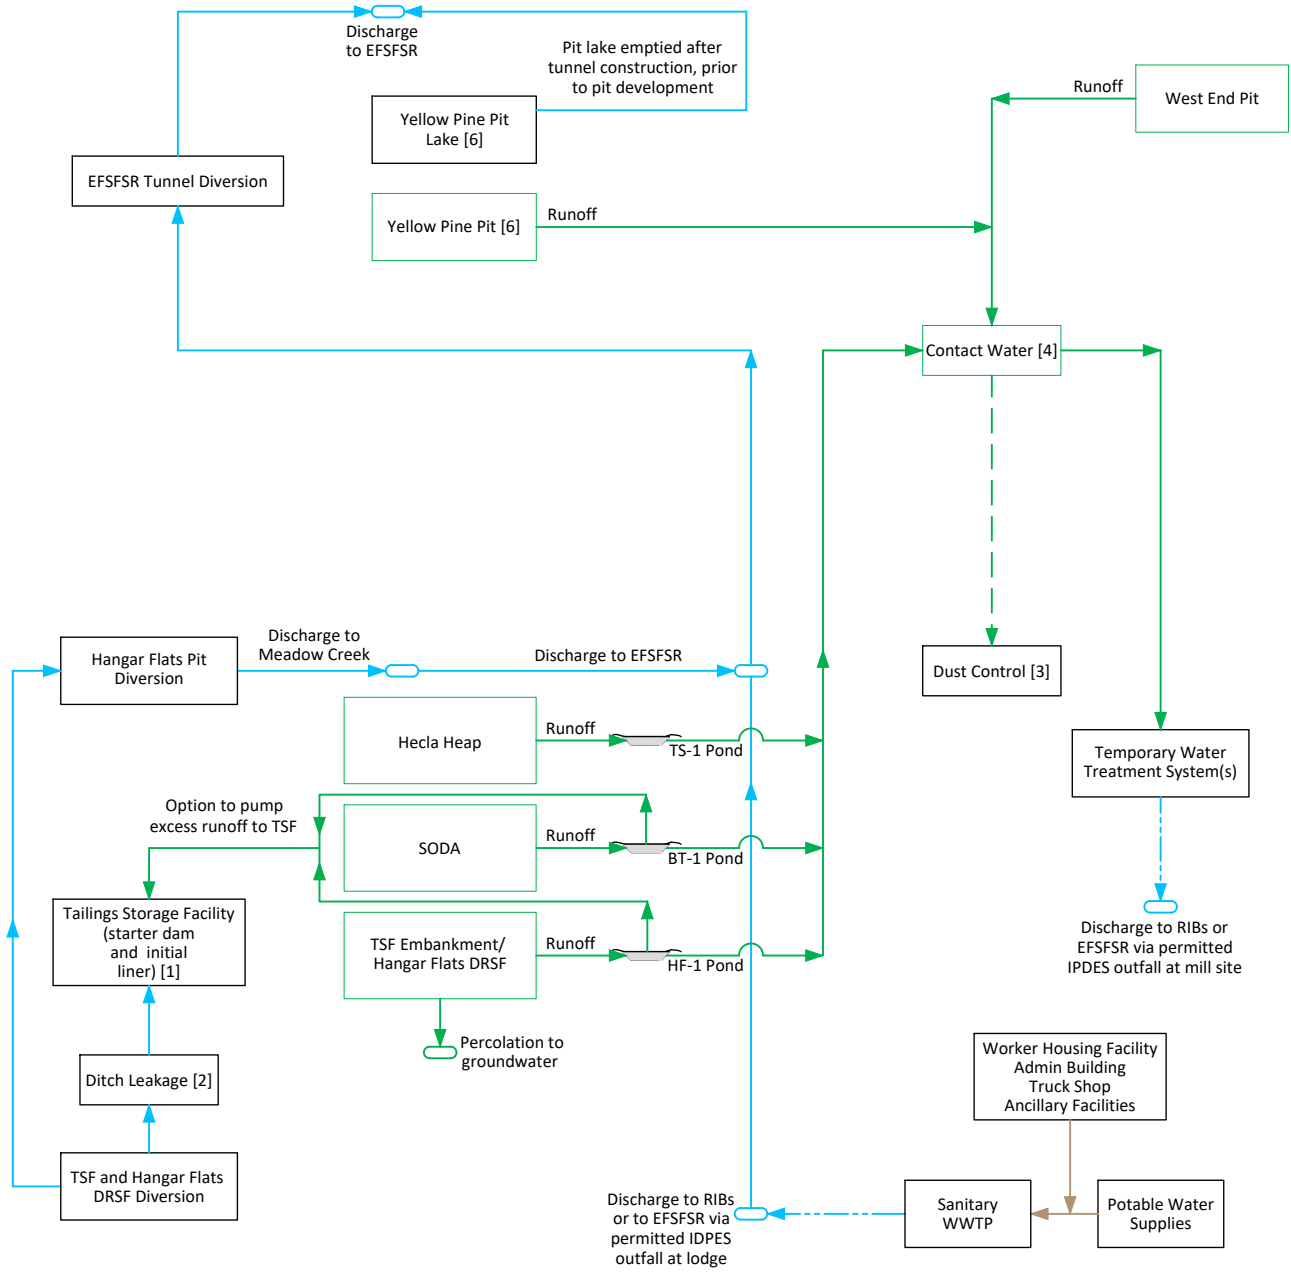 Discharge
to EFSFSR
Pit lake emptied after
tunnel construction, prior
to pit development
Runoff
West End Pit
Yellow Pine Pit
Lake [6]
EFSFSR Tunnel Diversion
Yellow Pine Pit [6]
Runoff
Contact Water [4]
Hangar Flats Pit
Diversion
Discharge to
Meadow Creek
Discharge to EFSFSR
Dust Control [3]
Hecla Heap
Runoff
TS-1 Pond
Temporary Water
Treatment System(s)
Option to pump
excess runoff to TSF
SODA
Runoff
BT-1 Pond
Tailings Storage Facility
(starter dam
and initial
liner) [1]
TSF Embankment/
Hangar Flats DRSF
Runoff
HF-1 Pond
Discharge to RIBs or
EFSFSR via permitted
IPDES outfall at mill site
Percolation to
groundwater
Ditch Leakage [2]
Worker Housing Facility
Admin Building
Truck Shop
Ancillary Facilities
TSF and Hangar Flats
DRSF Diversion
Discharge to RIBs
or to EFSFSR via
permitted IDPES
outfall at lodge
Sanitary
WWTP
Potable Water
Supplies